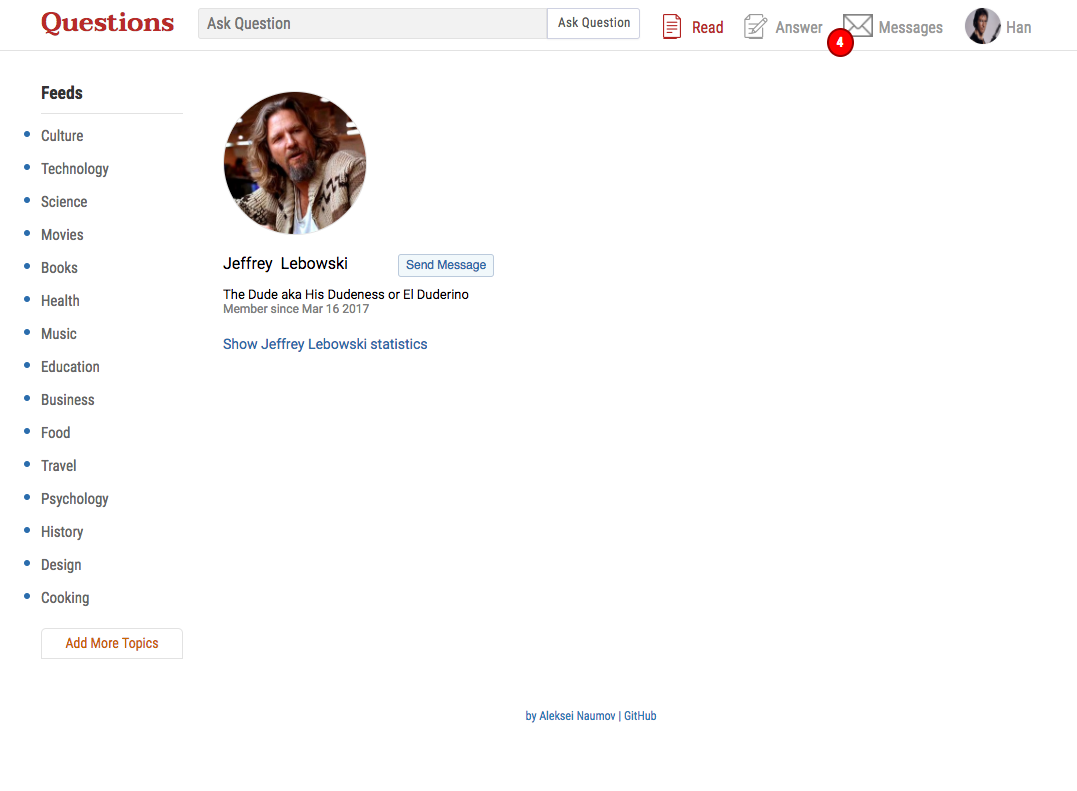 Questions
Ask Question
Ask Question
Read
Answer
4
Messages
Han
Feeds
Culture
Technology
Science
Movies
Books
Health
Music
Education
Business
Food
Travel
Psychology
History
Design
Cooking
Add More Topics
Jeffrey Lebowski
Send Message
The Dude aka His Dudeness or El Duderino
Member since Mar 16 2017
Show Jeffrey Lebowski statistics
by Aleksei Naumov | GitHub